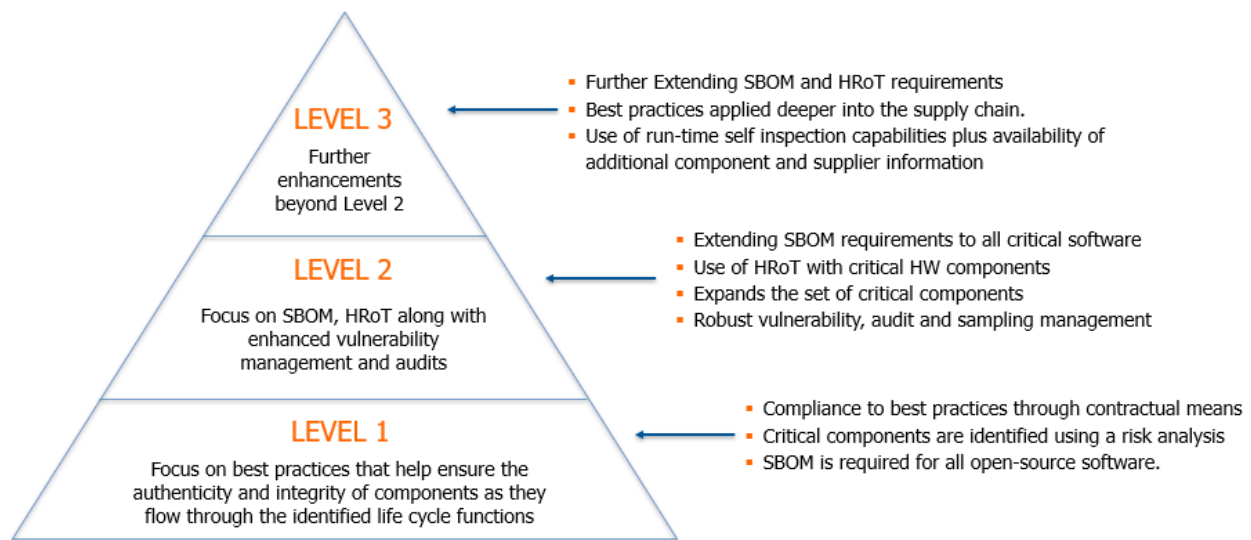 LEVEL 3
Further
enhancements
beyond Level 2
▪ Further Extending SBOM and HRoT requirements
▪ Best practices applied deeper into the supply chain.
▪ Use of run-time self inspection capabilities plus availability of
additional component and supplier information
LEVEL 2
Focus on SBOM, HRoT along with
enhanced vulnerability
management and audits
▪ Extending SBOM requirements to all critical software
▪ Use of HRoT with critical HW components
▪ Expands the set of critical components
▪ Robust vulnerability, audit and sampling management
LEVEL 1
Focus on best practices that help ensure the
authenticity and integrity of components as they
flow through the identified life cycle functions
▪ Compliance to best practices through contractual means
▪ Critical components are identified using a risk analysis
▪ SBOM is required for all open-source software.